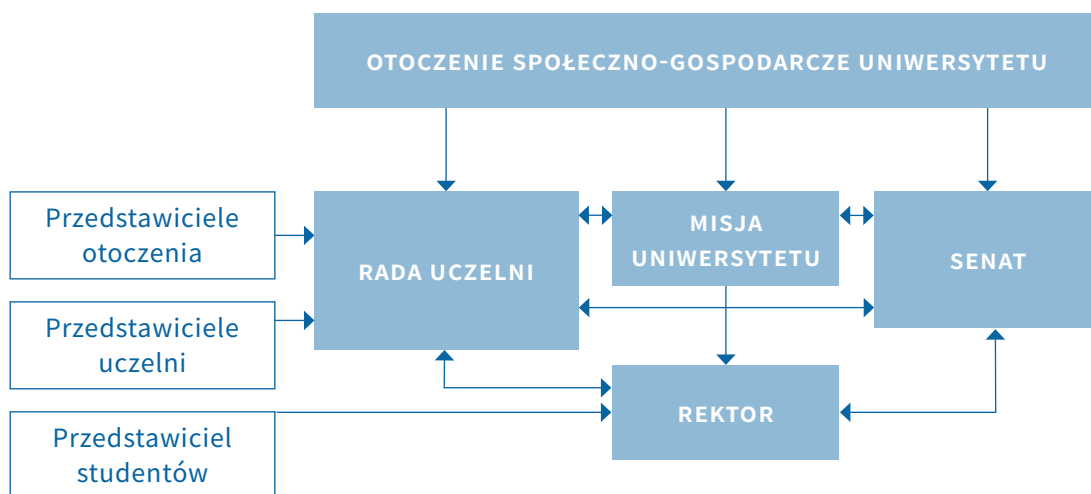 OTOCZENIE SPOŁECZNO-GOSPODARCZE UNIWERSYTETU
Przedstawiciele
otoczenia
RADA UCZELNI
MISJA
UNIWERSYTETU
SENAT
Przedstawiciele
uczelni
REKTOR
Przedstawiciel
studentów